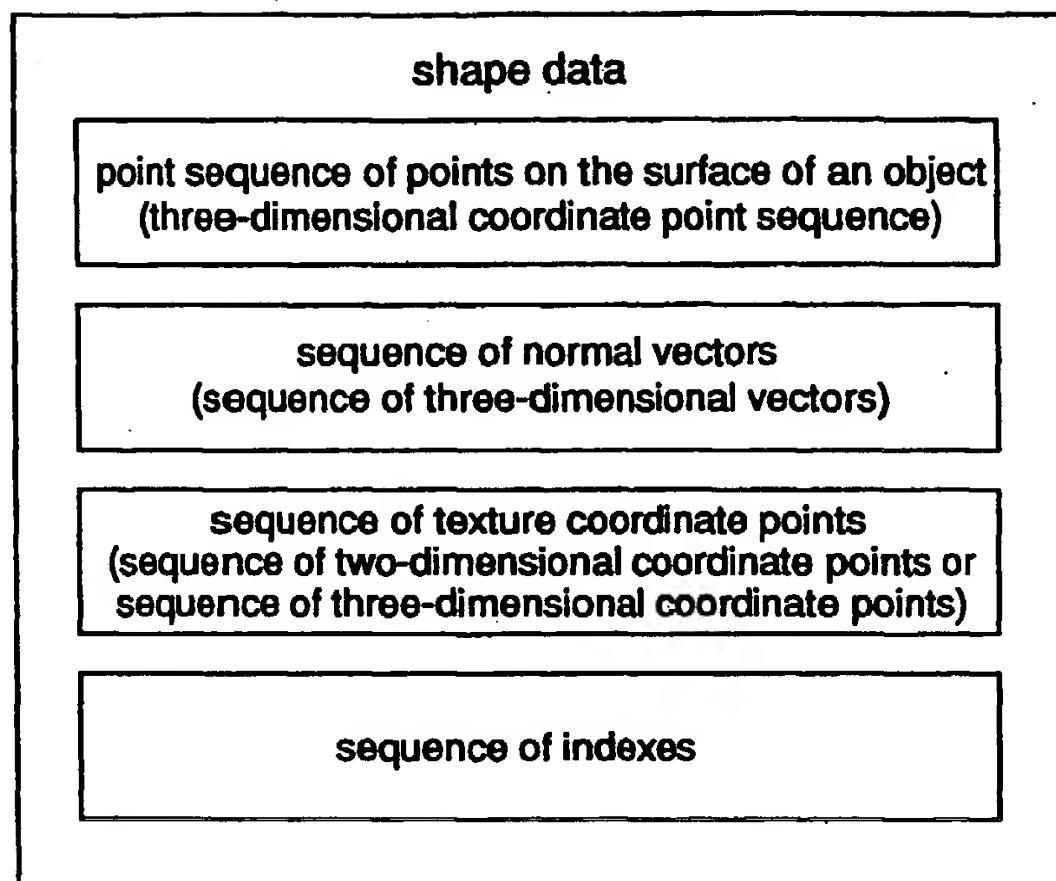 shape data
point sequence of points on the surface of an object
(three-dimensional coordinate point sequence)
sequence of normal vectors
(sequence of three-dimensional vectors)
sequence of texture coordinate points
(sequence of two-dimensional coordinate points or
sequence of three-dimensional coordinate points)
sequence of indexes